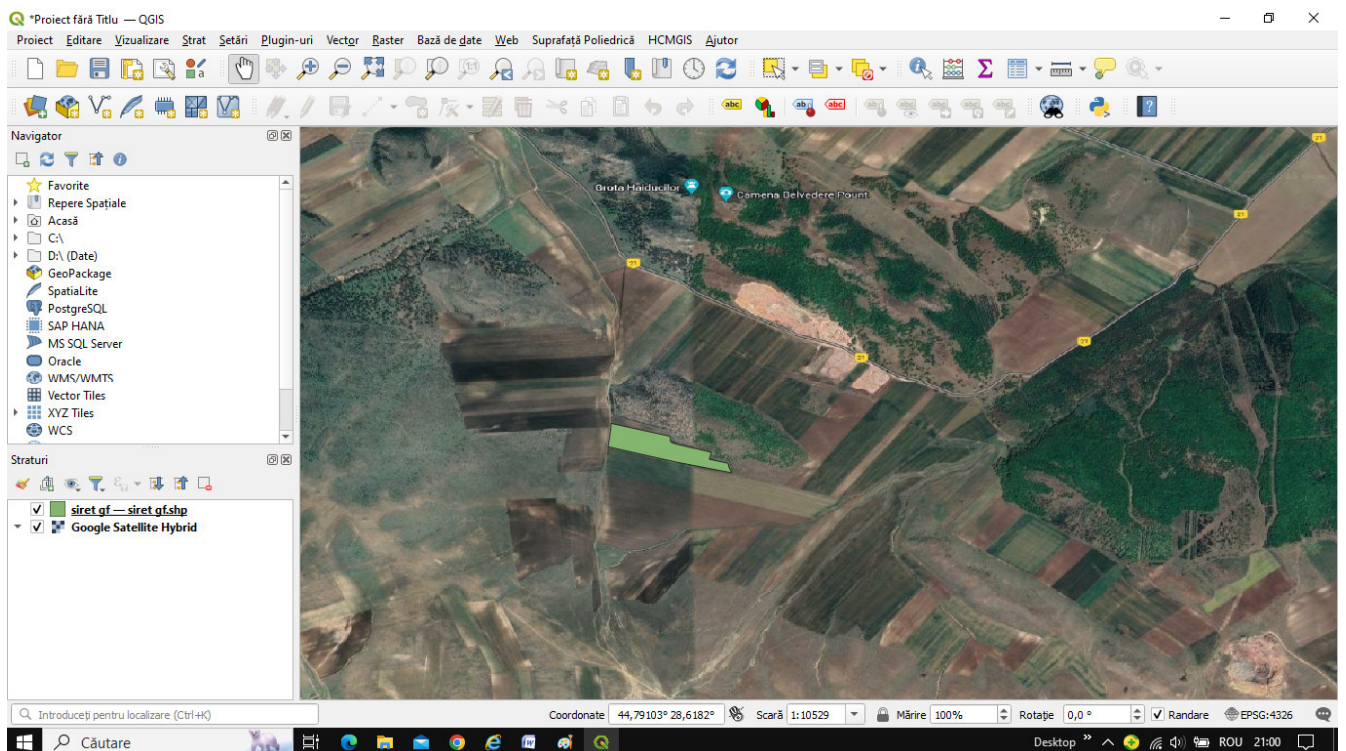 *Proiect fără Titlu — QGIS
Proiect Editare Vizualizare Strat Setări Plugin-uri Vector Raster Bază de date Web Suprafață Poliedrică HCMGIS Ajutor
Navigator
Favorite
Repere Spațiale
Acasă
C:\
D:\ (Date)
GeoPackage
SpatiaLite
PostgreSQL
SAP HANA
MS SQL Server
Oracle
WMS/WMTS
Vector Tiles
XYZ Tiles
WCS
Straturi
siret gf — siret gf.shp
Google Satellite Hybrid
21
21
Grota Haiducilor
Camena Belvedere Pount
21
21
21
Introduceți pentru localizare (Ctrl+K)
Coordonate 44,79103° 28,6182° Scară 1:10529 Mărire 100% Rotație 0,0 ° Randare EPSG:4326
Căutare
Desktop » ROU 21:00